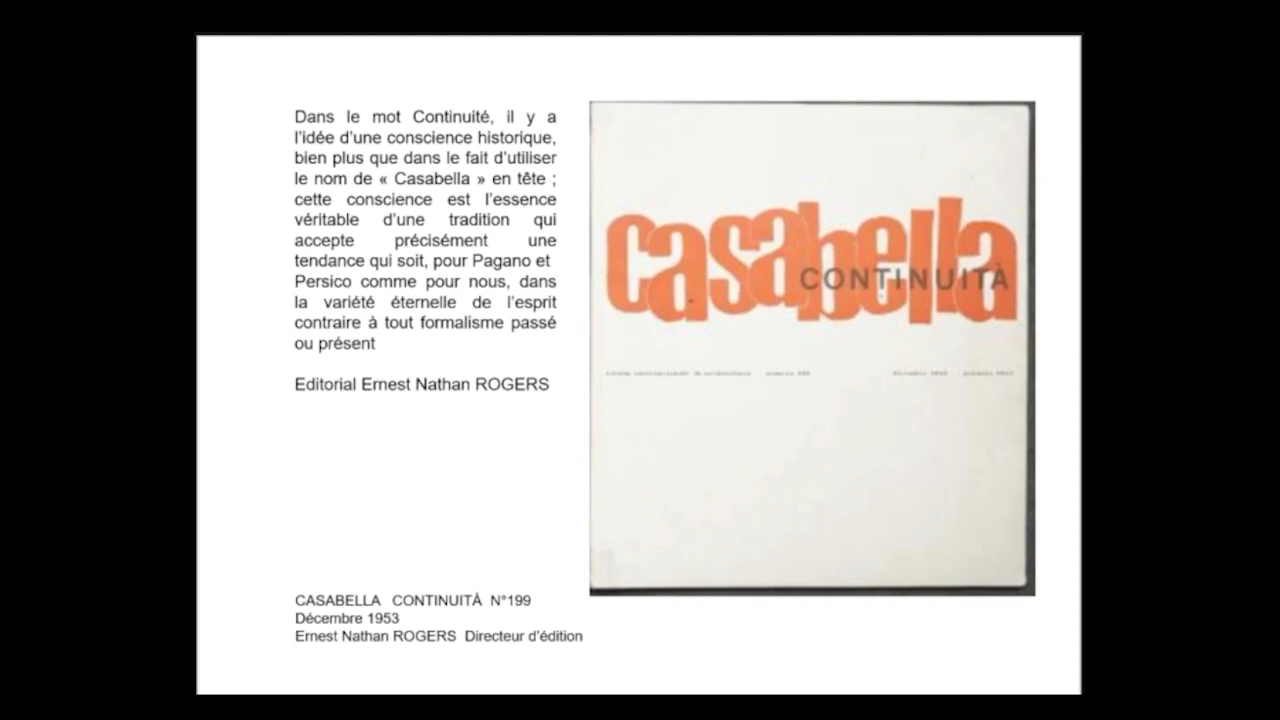 Dans le mot Continuité, il y a
l'idée d'une conscience historique,
bien plus que dans le fait d'utiliser
le nom de « Casabella » en tête ;
cette conscience est l'essence
véritable d'une tradition qui
accepte précisément une
tendance qui soit, pour Pagano et
Persico comme pour nous, dans
la variété éternelle de l'esprit
contraire à tout formalisme passé
ou présent
Editorial Ernest Nathan ROGERS
CASABELLA CONTINUITÀ N°199
Décembre 1953
Ernest Nathan ROGERS Directeur d'édition
casabella
CONTINUITÀ